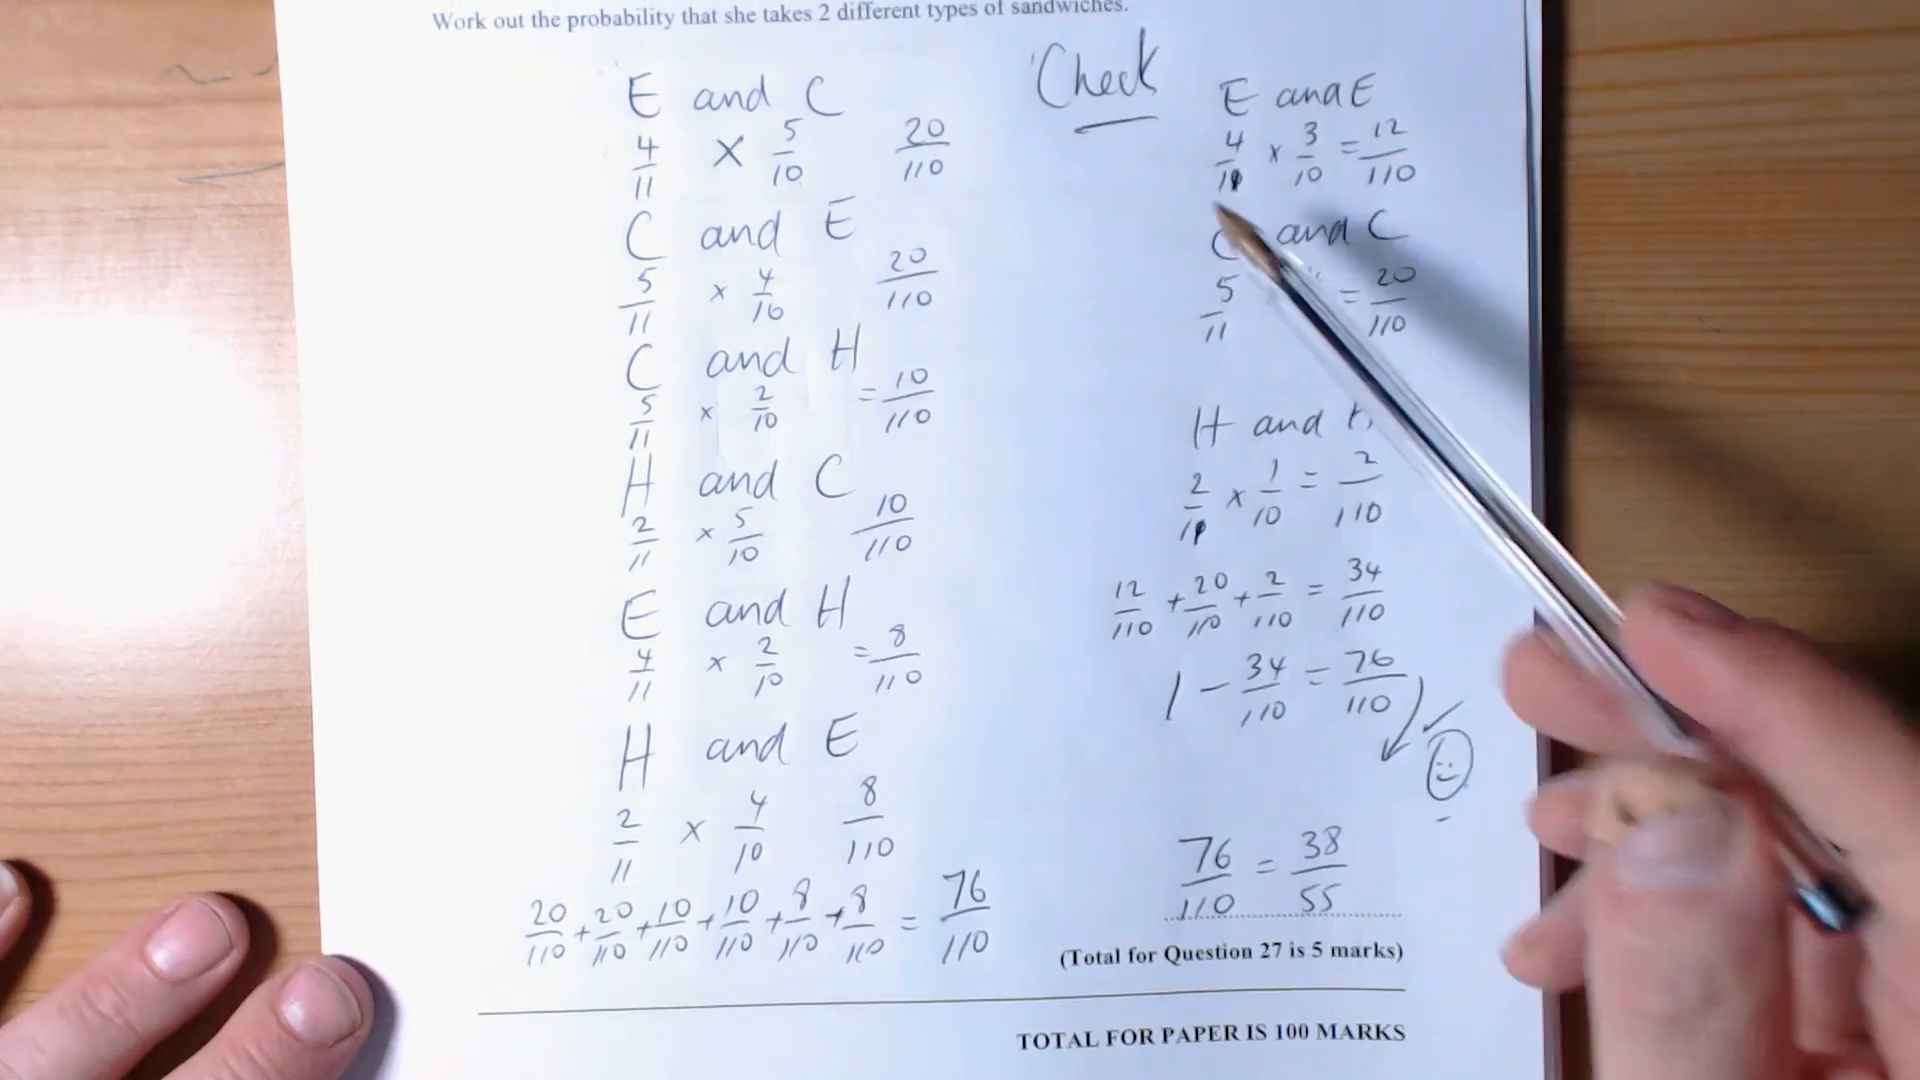 Work out the probability that she takes 2 different types of sandwiches.
E and C
4/11 × 5/10 20/110
C and E
5/11 × 4/10 20/110
C and H
5/11 × 2/10 = 10/110
H and C
2/11 × 5/10 10/110
E and H
4/11 × 2/10 = 8/110
H and E
2/11 × 4/10 8/110
20/110 + 20/110 + 10/110 + 10/110 + 8/110 + 8/110 = 76/110
Check
E and E
4/11 × 3/10 = 12/110
C and C
5/11 = 20/110
H and
2/11 × 1/10 = 2/110
12/110 + 20/110 + 2/110 = 34/110
1 - 34/110 = 76/110
76/110 = 38/55
(Total for Question 27 is 5 marks)
TOTAL FOR PAPER IS 100 MARKS